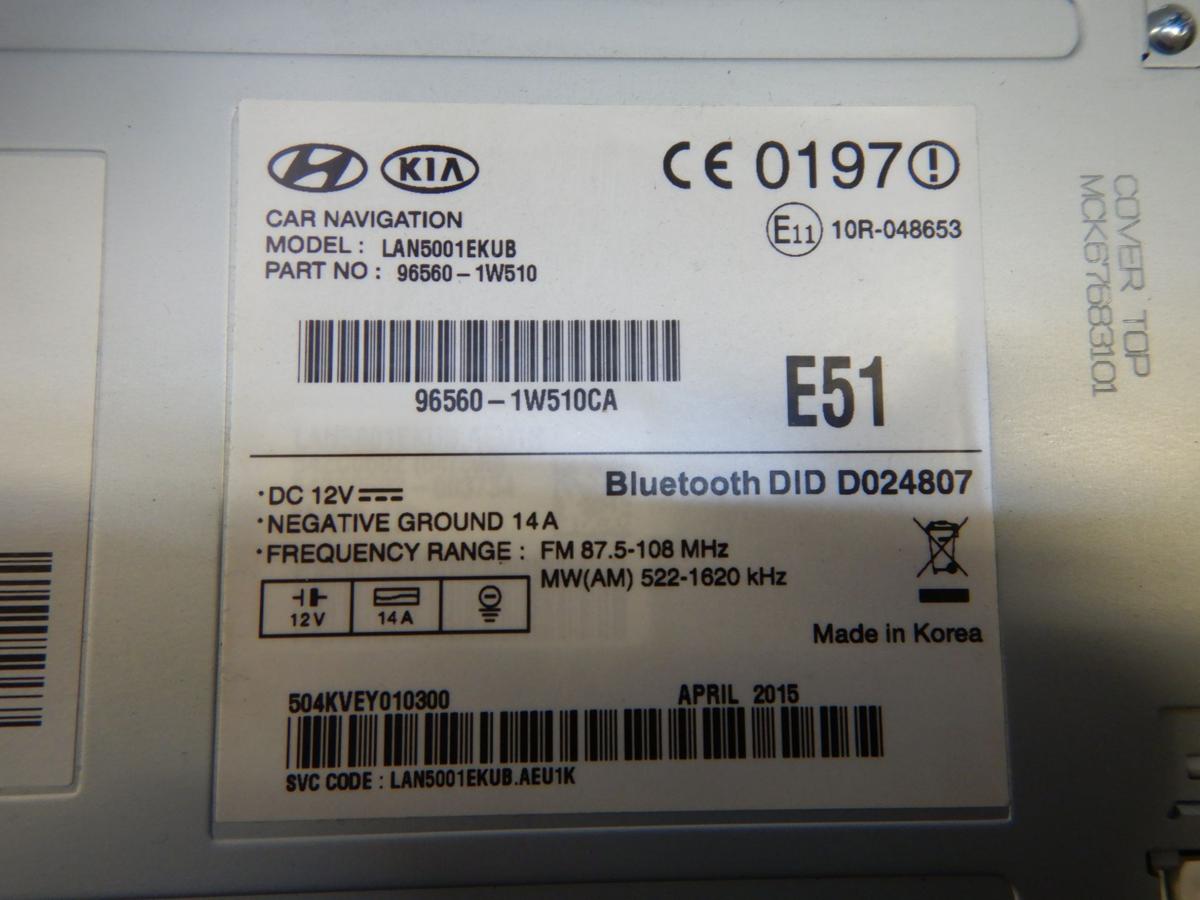 KIA
CE 0197
CAR NAVIGATION
MODEL : LAN5001EKUB
PART NO : 96560-1W510
E11 10R-048653
96560-1W510CA
E51
Bluetooth DID D024807
·DC 12V
·NEGATIVE GROUND 14A
·FREQUENCY RANGE : FM 87.5-108 MHz
MW(AM) 522-1620 kHz
12V
14A
Made in Korea
504KVEY010300
APRIL 2015
SVC CODE : LAN5001EKUB.AEU1K
COVER TOP
MCK67683101